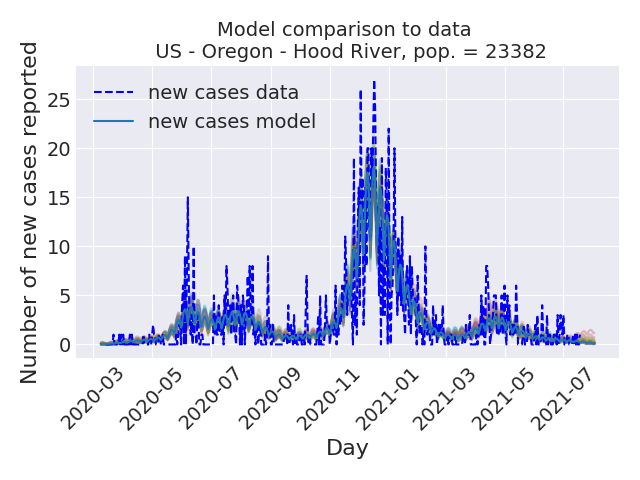 Model comparison to data
US - Oregon - Hood River, pop. = 23382
Number of new cases reported
new cases data
new cases model
25
20
15
10
5
0
2020-03
2020-05
2020-07
2020-09
2020-11
2021-01
2021-03
2021-05
2021-07
Day